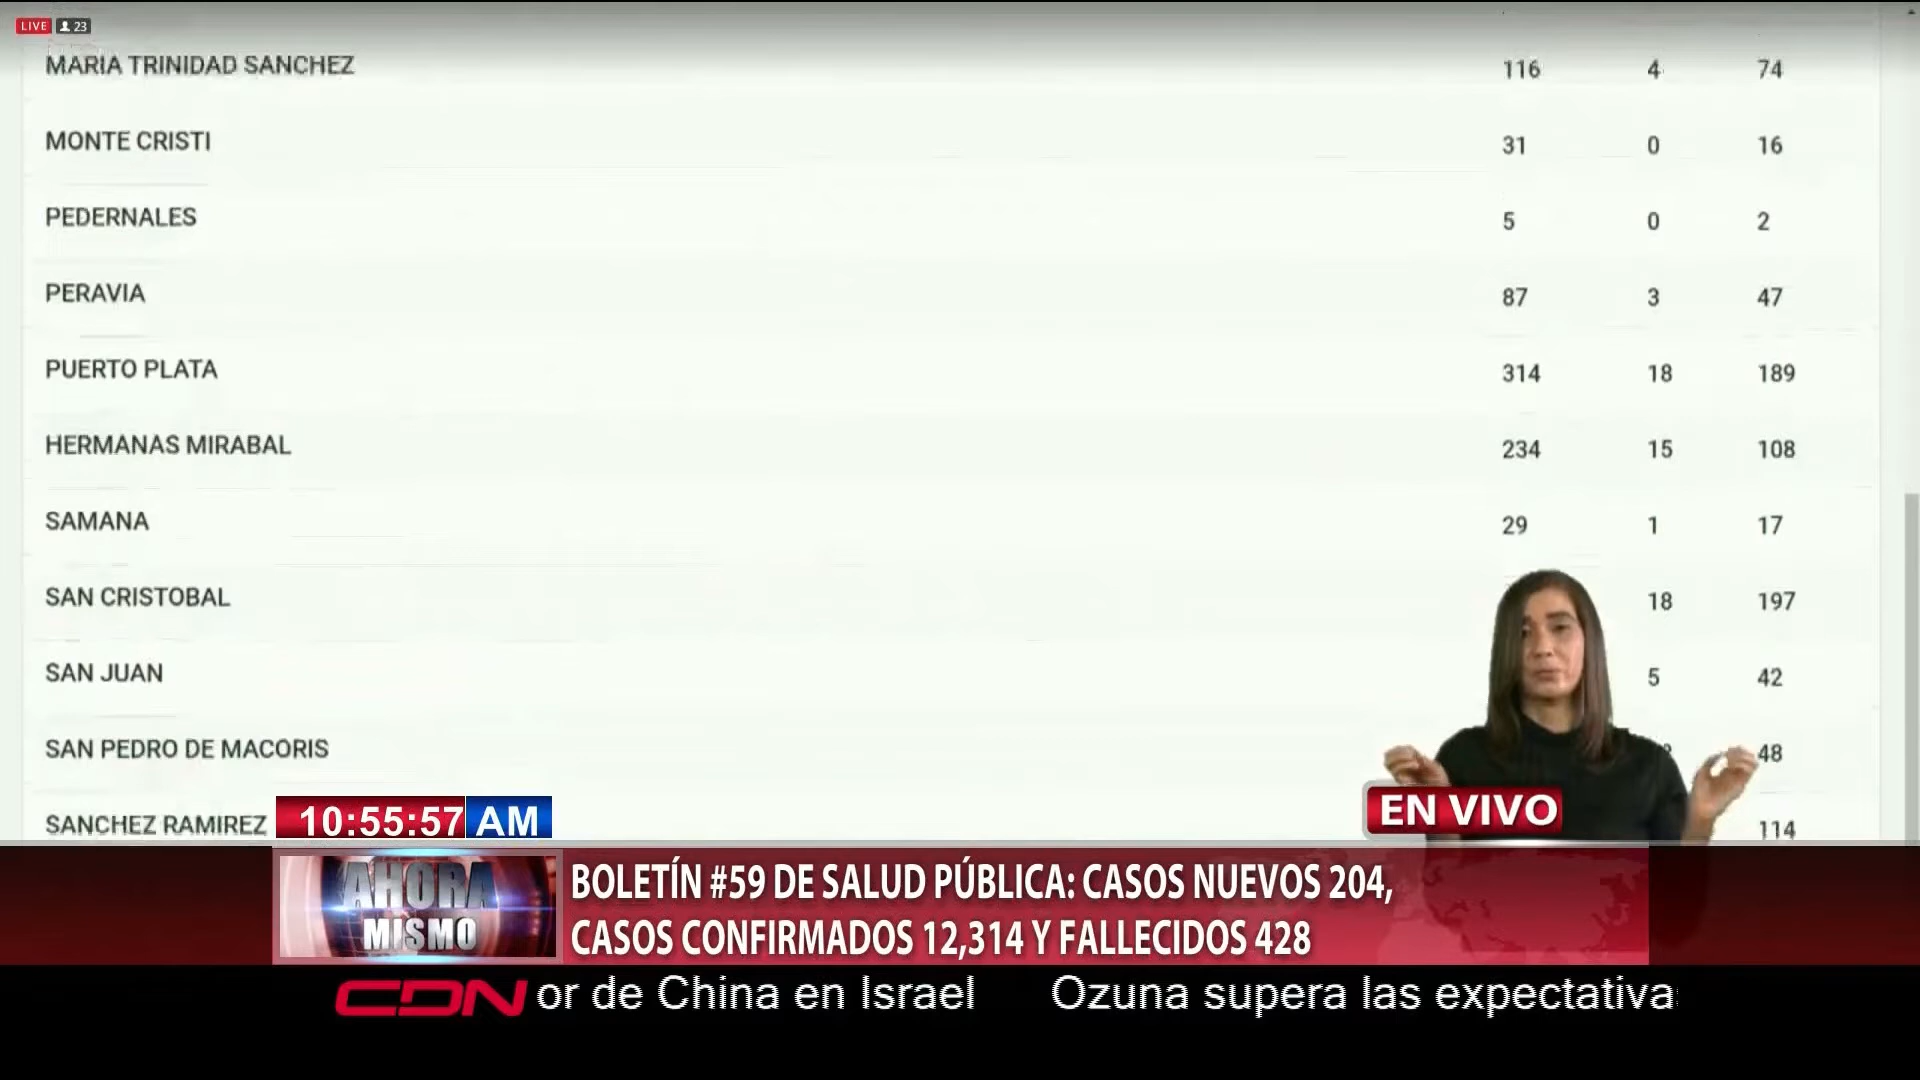 LIVE 23
MARIA TRINIDAD SANCHEZ 116 4 74
MONTE CRISTI 31 0 16
PEDERNALES 5 0 2
PERAVIA 87 3 47
PUERTO PLATA 314 18 189
HERMANAS MIRABAL 234 15 108
SAMANA 29 1 17
SAN CRISTOBAL 18 197
SAN JUAN 5 42
SAN PEDRO DE MACORIS 48
SANCHEZ RAMIREZ 114
10:55:57 AM
EN VIVO
AHORA
MISMO
BOLETÍN #59 DE SALUD PÚBLICA: CASOS NUEVOS 204,
CASOS CONFIRMADOS 12,314 Y FALLECIDOS 428
CDN or de China en Israel Ozuna supera las expectativa